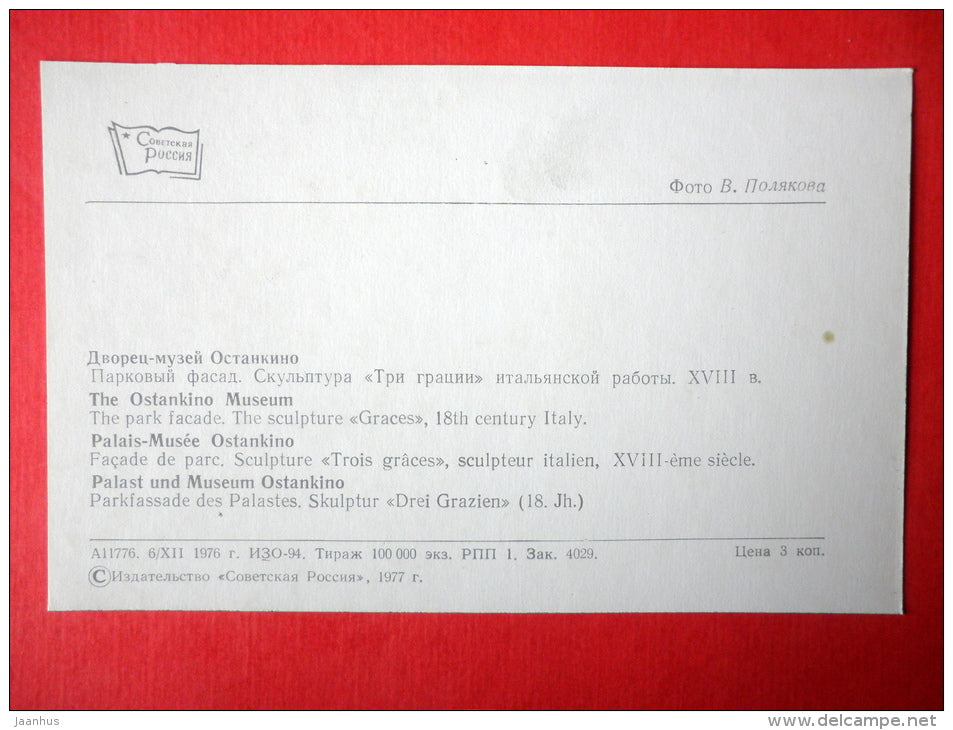 Советская
Россия
Фото В. Полякова
Дворец-музей Останкино
Парковый фасад. Скульптура «Три грации» итальянской работы. XVIII в.
The Ostankino Museum
The park facade. The sculpture «Graces», 18th century Italy.
Palais-Musée Ostankino
Façade de parc. Sculpture «Trois grâces», sculpteur italien, XVIII-ème siècle.
Palast und Museum Ostankino
Parkfassade des Palastes. Skulptur «Drei Grazien» (18. Jh.)
А11776. 6/XII 1976 г. ИЗО-94. Тираж 100 000 экз. РПП 1. Зак. 4029. Цена 3 коп.
©Издательство «Советская Россия», 1977 г.
jaanhus
www.delcampe.net